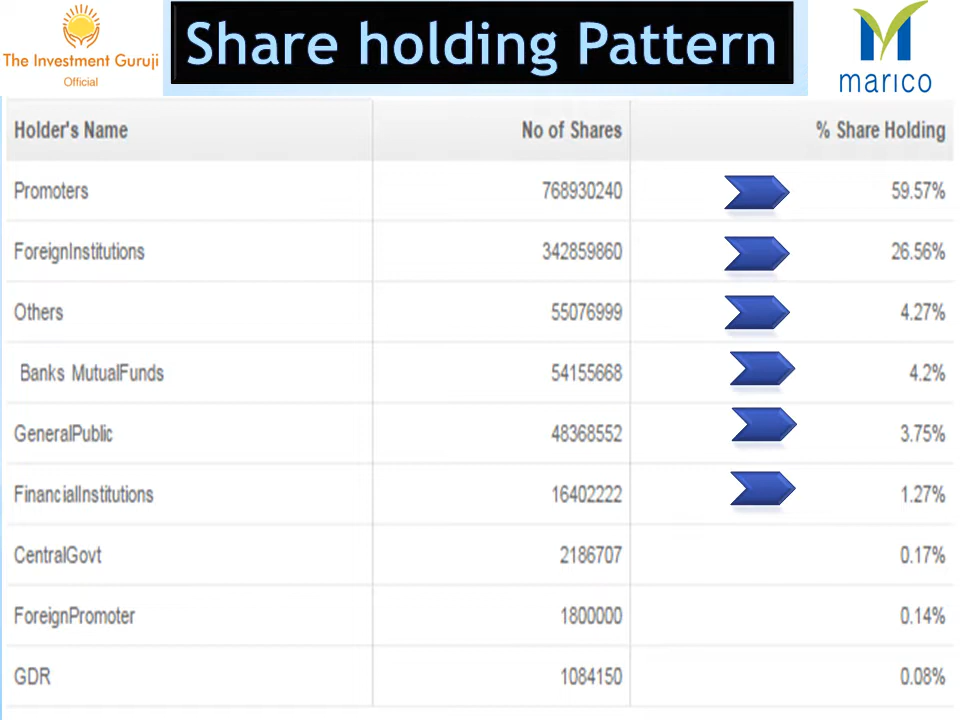 The Investment Guruji
Official
Share holding Pattern
marico
Holder's Name No of Shares % Share Holding
Promoters 768930240 59.57%
ForeignInstitutions 342859860 26.56%
Others 55076999 4.27%
Banks MutualFunds 54155668 4.2%
GeneralPublic 48368552 3.75%
FinancialInstitutions 16402222 1.27%
CentralGovt 2186707 0.17%
ForeignPromoter 1800000 0.14%
GDR 1084150 0.08%